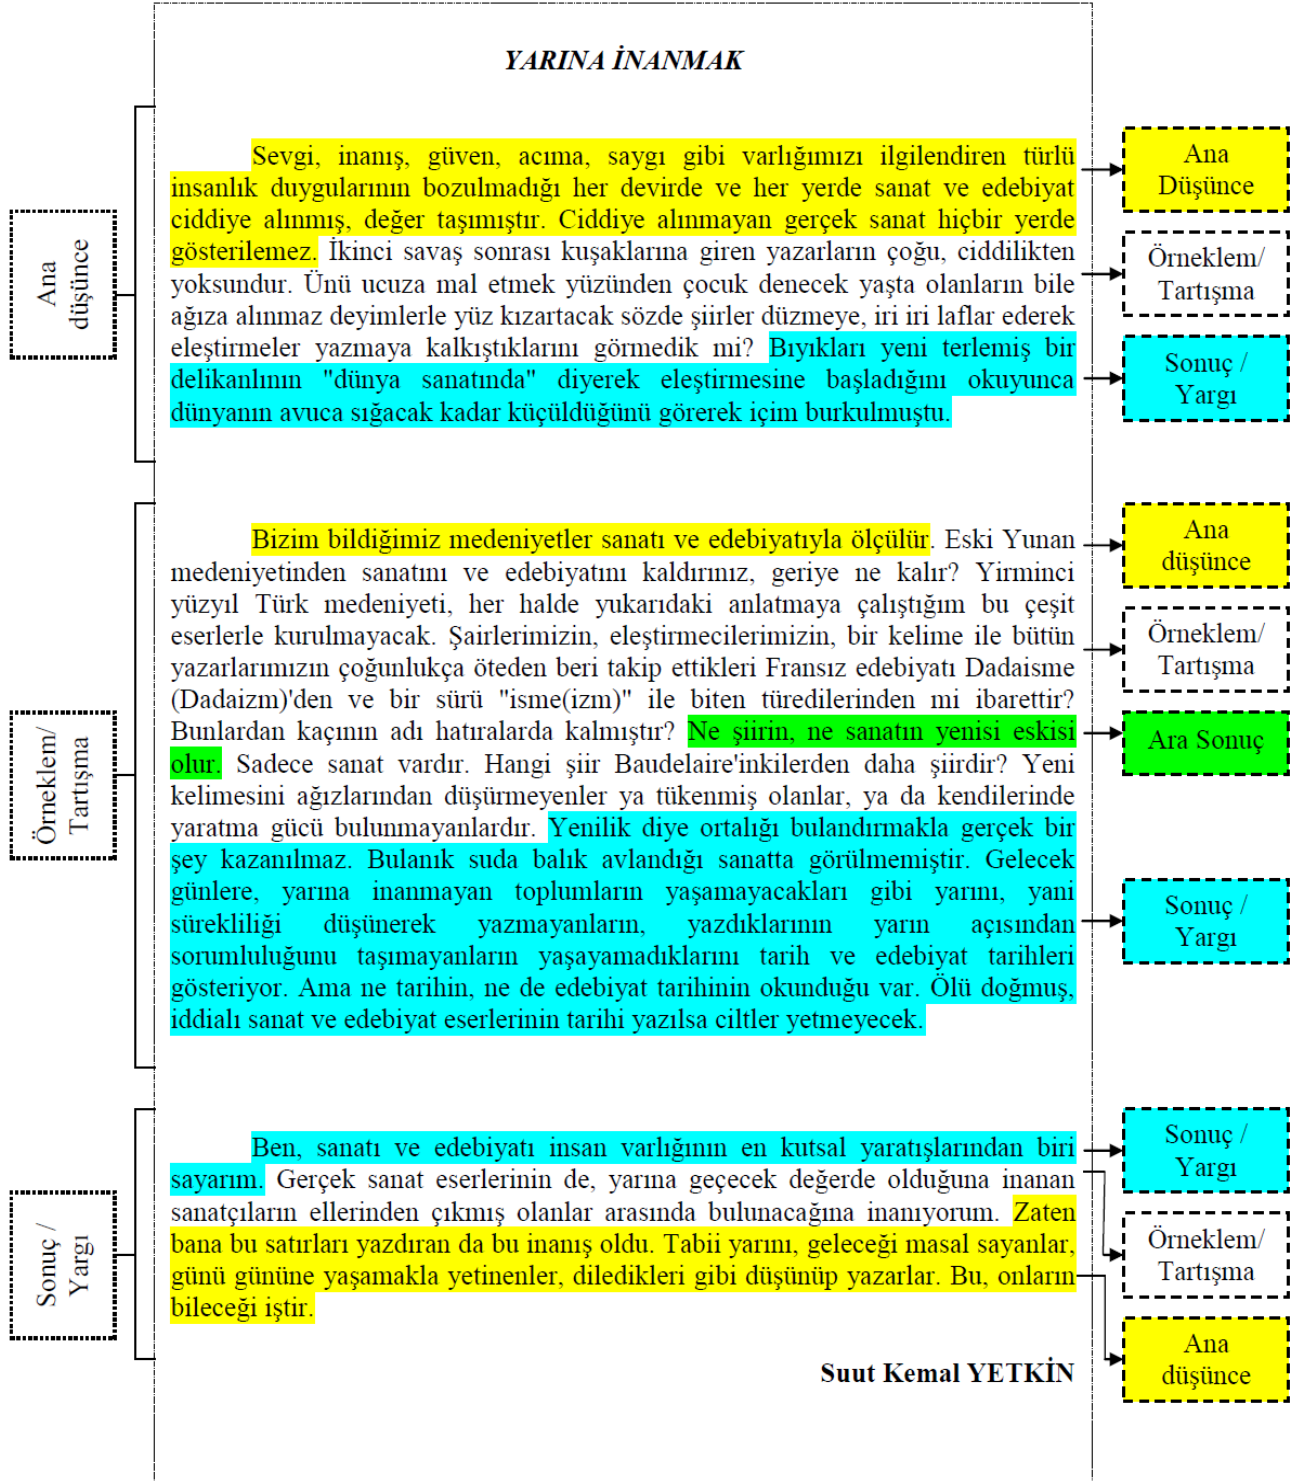 YARINA İNANMAK
Ana
düşünce
Sevgi, inanış, güven, acıma, saygı gibi varlığımızı ilgilendiren türlü
insanlık duygularının bozulmadığı her devirde ve her yerde sanat ve edebiyat
ciddiye alınmış, değer taşımıştır. Ciddiye alınmayan gerçek sanat hiçbir yerde
gösterilemez. İkinci savaş sonrası kuşaklarına giren yazarların çoğu, ciddilikten
yoksundur. Ünü ucuza mal etmek yüzünden çocuk denecek yaşta olanların bile
ağıza alınmaz deyimlerle yüz kızartacak sözde şiirler düzmeye, iri iri laflar ederek
eleştirmeler yazmaya kalkıştıklarını görmedik mi? Bıyıkları yeni terlemiş bir
delikanlının "dünya sanatında" diyerek eleştirmesine başladığını okuyunca
dünyanın avuca sığacak kadar küçüldüğünü görerek içim burkulmuştu.
Ana
Düşünce
Örneklem/
Tartışma
Sonuç /
Yargı
Örneklem/
Tartışma
Bizim bildiğimiz medeniyetler sanatı ve edebiyatıyla ölçülür. Eski Yunan
medeniyetinden sanatını ve edebiyatını kaldırınız, geriye ne kalır? Yirminci
yüzyıl Türk medeniyeti, her halde yukarıdaki anlatmaya çalıştığım bu çeşit
eserlerle kurulmayacak. Şairlerimizin, eleştirmecilerimizin, bir kelime ile bütün
yazarlarımızın çoğunlukça öteden beri takip ettikleri Fransız edebiyatı Dadaisme
(Dadaizm)'den ve bir sürü "isme(izm)" ile biten türedilerinden mi ibarettir?
Bunlardan kaçının adı hatıralarda kalmıştır? Ne şiirin, ne sanatın yenisi eskisi
olur. Sadece sanat vardır. Hangi şiir Baudelaire'inkilerden daha şiirdir? Yeni
kelimesini ağızlarından düşürmeyenler ya tükenmiş olanlar, ya da kendilerinde
yaratma gücü bulunmayanlardır. Yenilik diye ortalığı bulandırmakla gerçek bir
şey kazanılmaz. Bulanık suda balık avlandığı sanatta görülmemiştir. Gelecek
günlere, yarına inanmayan toplumların yaşamayacakları gibi yarını, yani
sürekliliği düşünerek yazmayanların, yazdıklarının yarın açısından
sorumluluğunu taşımayanların yaşayamadıklarını tarih ve edebiyat tarihleri
gösteriyor. Ama ne tarihin, ne de edebiyat tarihinin okunduğu var. Ölü doğmuş,
iddialı sanat ve edebiyat eserlerinin tarihi yazılsa ciltler yetmeyecek.
Ana
düşünce
Örneklem/
Tartışma
Ara Sonuç
Sonuç /
Yargı
Sonuç /
Yargı
Ben, sanatı ve edebiyatı insan varlığının en kutsal yaratışlarından biri
sayarım. Gerçek sanat eserlerinin de, yarına geçecek değerde olduğuna inanan
sanatçıların ellerinden çıkmış olanlar arasında bulunacağına inanıyorum. Zaten
bana bu satırları yazdıran da bu inanış oldu. Tabii yarını, geleceği masal sayanlar,
günü gününe yaşamakla yetinenler, diledikleri gibi düşünüp yazarlar. Bu, onların
bileceği iştir.
Sonuç /
Yargı
Örneklem/
Tartışma
Ana
düşünce
Suut Kemal YETKİN